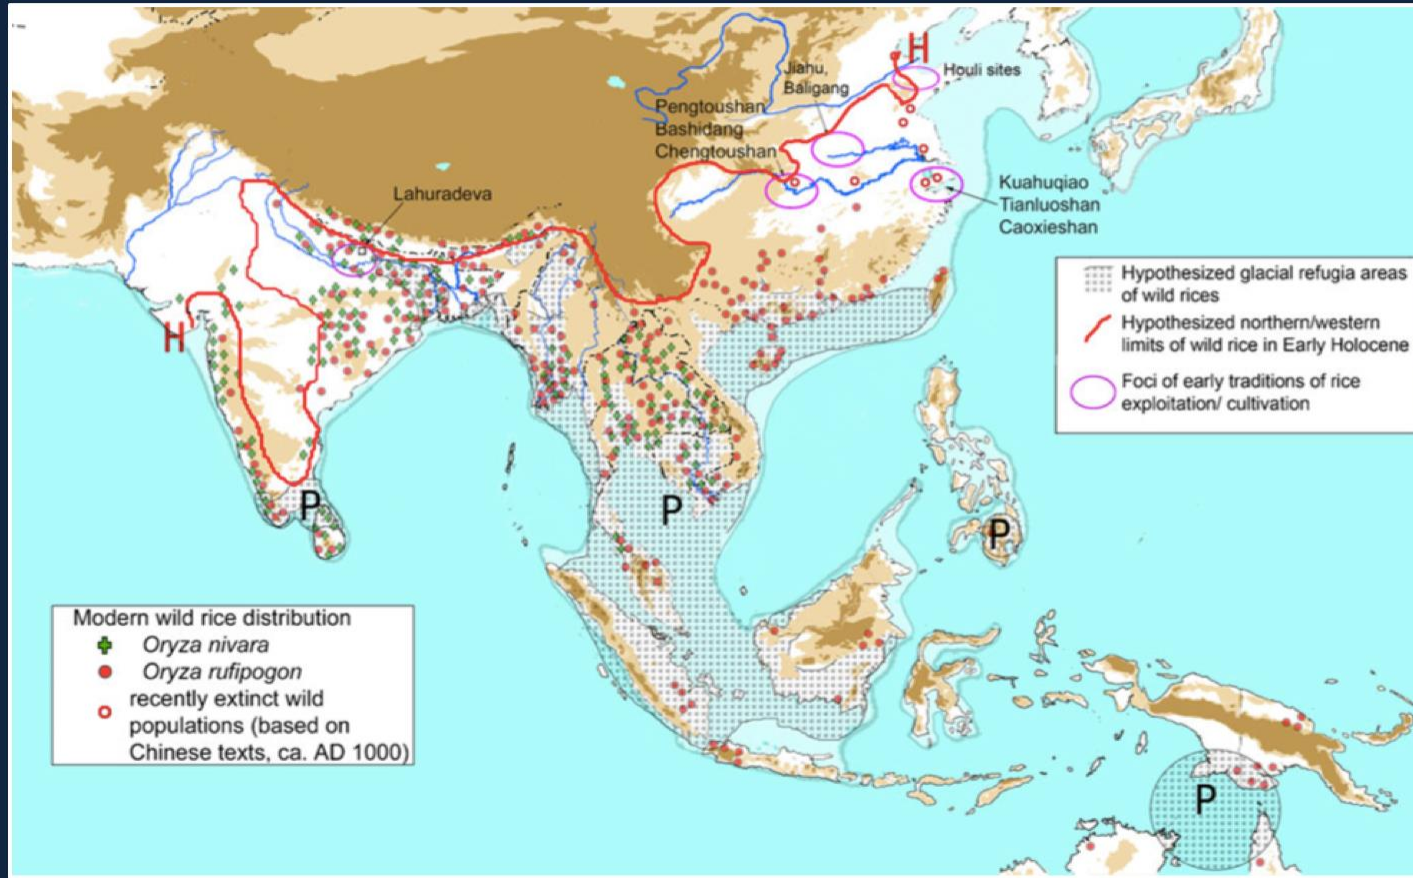 H
Houli sites
Jiahu,
Baligang
Pengtoushan
Bashidang
Chengtoushan
Lahuradeva
Kuahuqiao
Tianluoshan
Caoxieshan
Hypothesized glacial refugia areas
of wild rices
Hypothesized northern/western
limits of wild rice in Early Holocene
Foci of early traditions of rice
exploitation/ cultivation
H
P
P
P
P
Modern wild rice distribution
Oryza nivara
Oryza rufipogon
recently extinct wild
populations (based on
Chinese texts, ca. AD 1000)